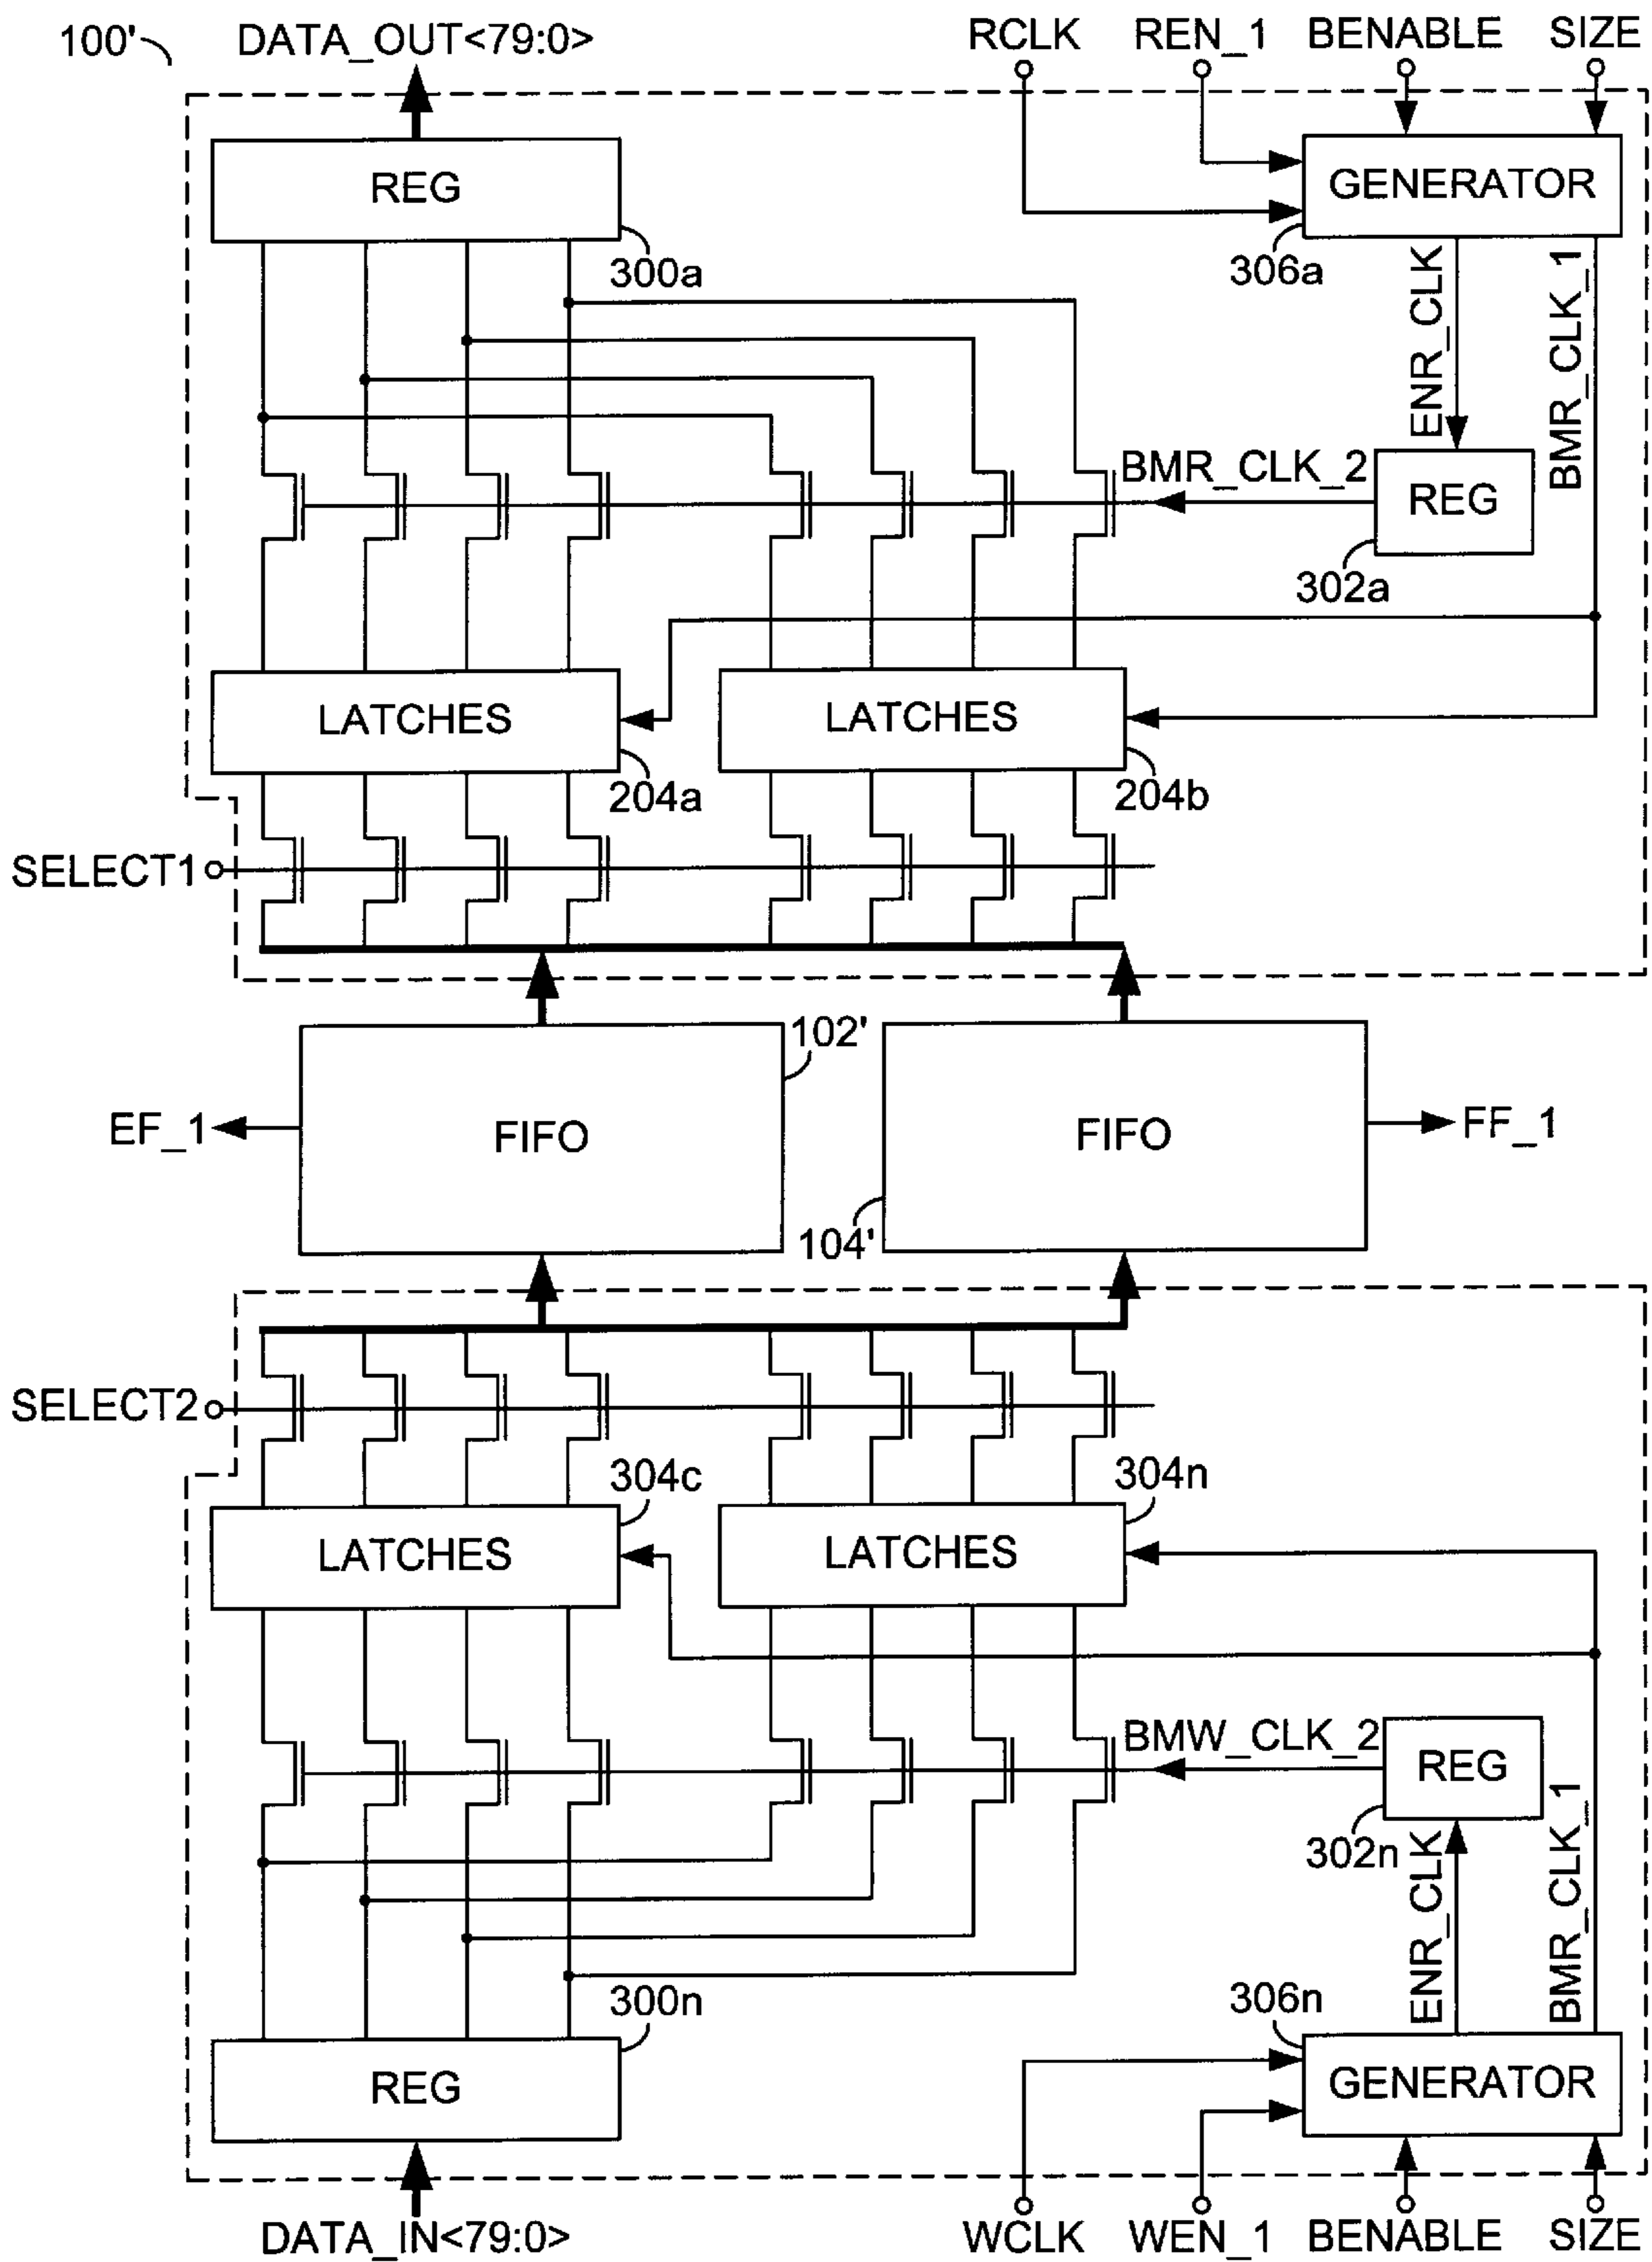 100'
DATA_OUT<79:0>
RCLK
REN_1
BENABLE
SIZE
REG
300a
GENERATOR
306a
ENR_CLK
BMR_CLK_1
BMR_CLK_2
REG
302a
LATCHES
204a
LATCHES
204b
SELECT1
102'
FIFO
EF_1
FIFO
104'
FF_1
SELECT2
304c
LATCHES
304n
LATCHES
BMW_CLK_2
REG
302n
ENR_CLK
BMR_CLK_1
300n
REG
306n
GENERATOR
DATA_IN<79:0>
WCLK
WEN_1
BENABLE
SIZE